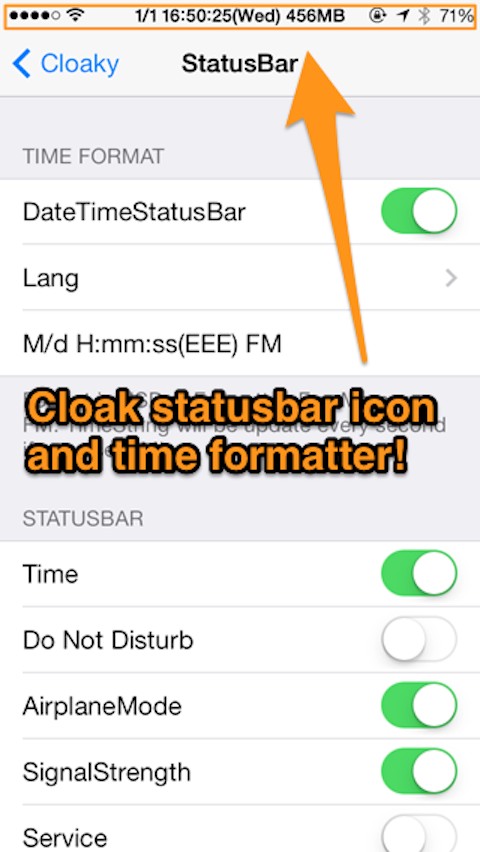 1/1 16:50:25(Wed) 456MB 71%
Cloaky StatusBar
TIME FORMAT
DateTimeStatusBar
Lang
M/d H:mm:ss(EEE) FM
Cloak statusbar icon
FM: TimeString will be update every second
and time formatter!
STATUSBAR
Time
Do Not Disturb
AirplaneMode
SignalStrength
Service